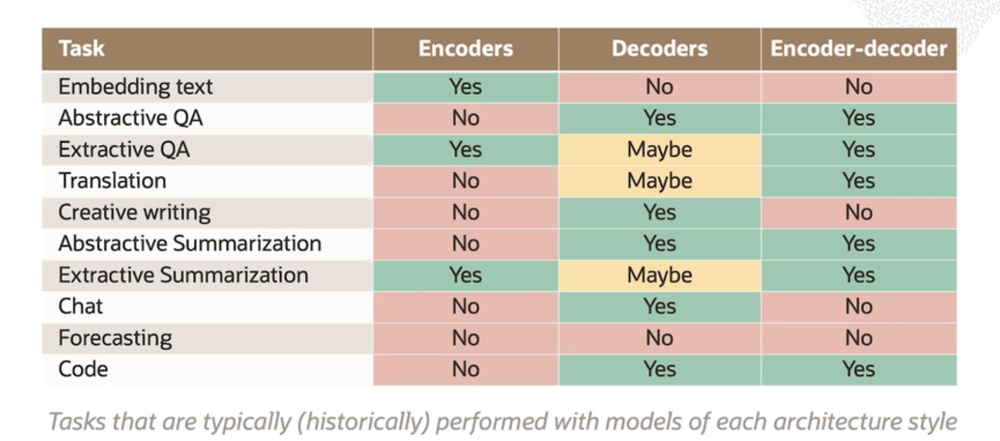 Task Encoders Decoders Encoder-decoder
Embedding text Yes No No
Abstractive QA No Yes Yes
Extractive QA Yes Maybe Yes
Translation No Maybe Yes
Creative writing No Yes No
Abstractive Summarization No Yes Yes
Extractive Summarization Yes Maybe Yes
Chat No Yes No
Forecasting No No No
Code No Yes Yes
Tasks that are typically (historically) performed with models of each architecture style